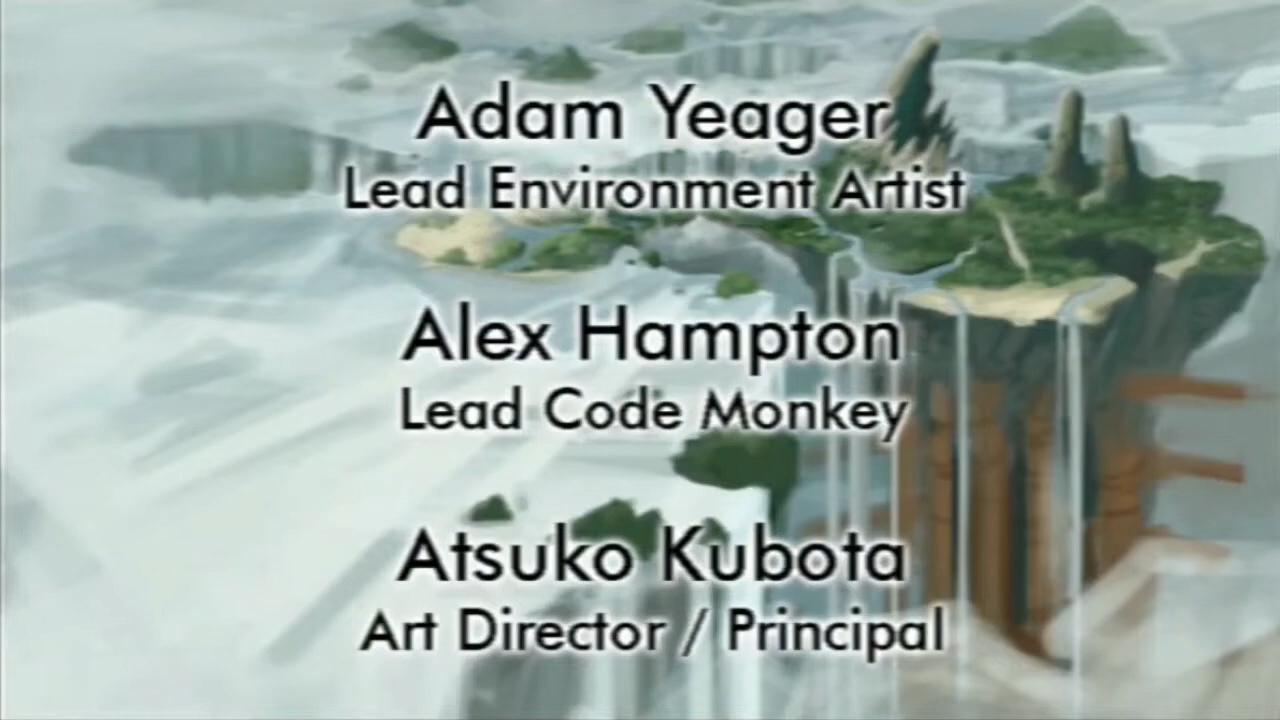 Adam Yeager
Lead Environment Artist
Alex Hampton
Lead Code Monkey
Atsuko Kubota
Art Director / Principal